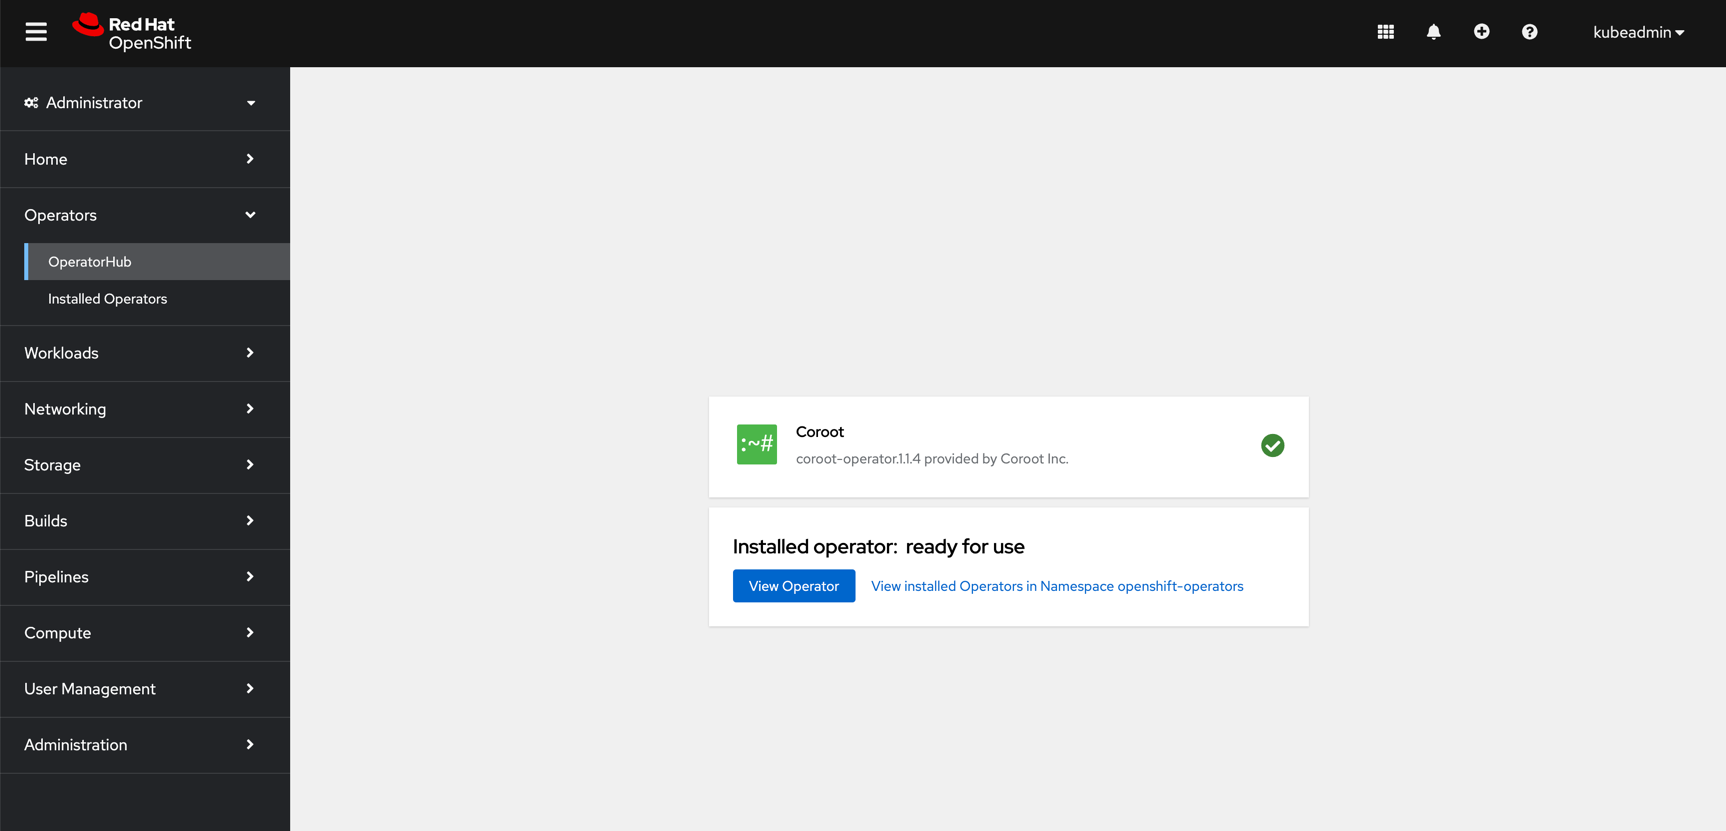 Red Hat
OpenShift
kubeadmin
Administrator
Home
Operators
OperatorHub
Installed Operators
Workloads
Networking
Storage
Builds
Pipelines
Compute
User Management
Administration
:~#
Coroot
coroot-operator.1.1.4 provided by Coroot Inc.
Installed operator: ready for use
View Operator View installed Operators in Namespace openshift-operators